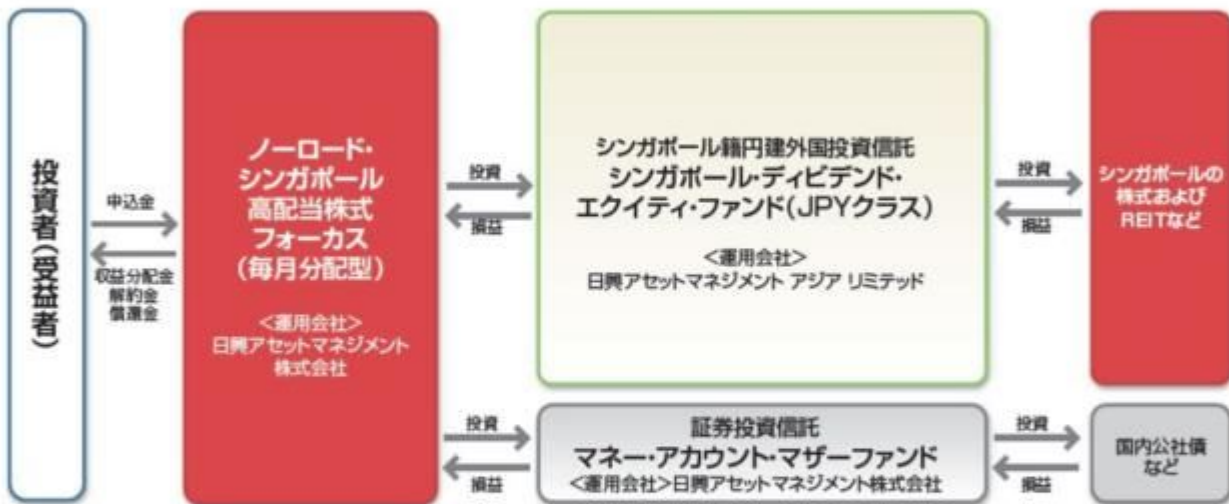 投資者（受益者）
申込金
収益分配金
解約金
償還金
ノーロード・
シンガポール
高配当株式
フォーカス
（毎月分配型）
＜運用会社＞
日興アセットマネジメント
株式会社
投資
損益
シンガポール籍円建外国投資信託
シンガポール・ディビデンド・
エクイティ・ファンド（JPYクラス）
＜運用会社＞
日興アセットマネジメント アジア リミテッド
投資
損益
シンガポールの
株式および
REITなど
投資
損益
証券投資信託
マネー・アカウント・マザーファンド
＜運用会社＞日興アセットマネジメント株式会社
投資
損益
国内公社債
など